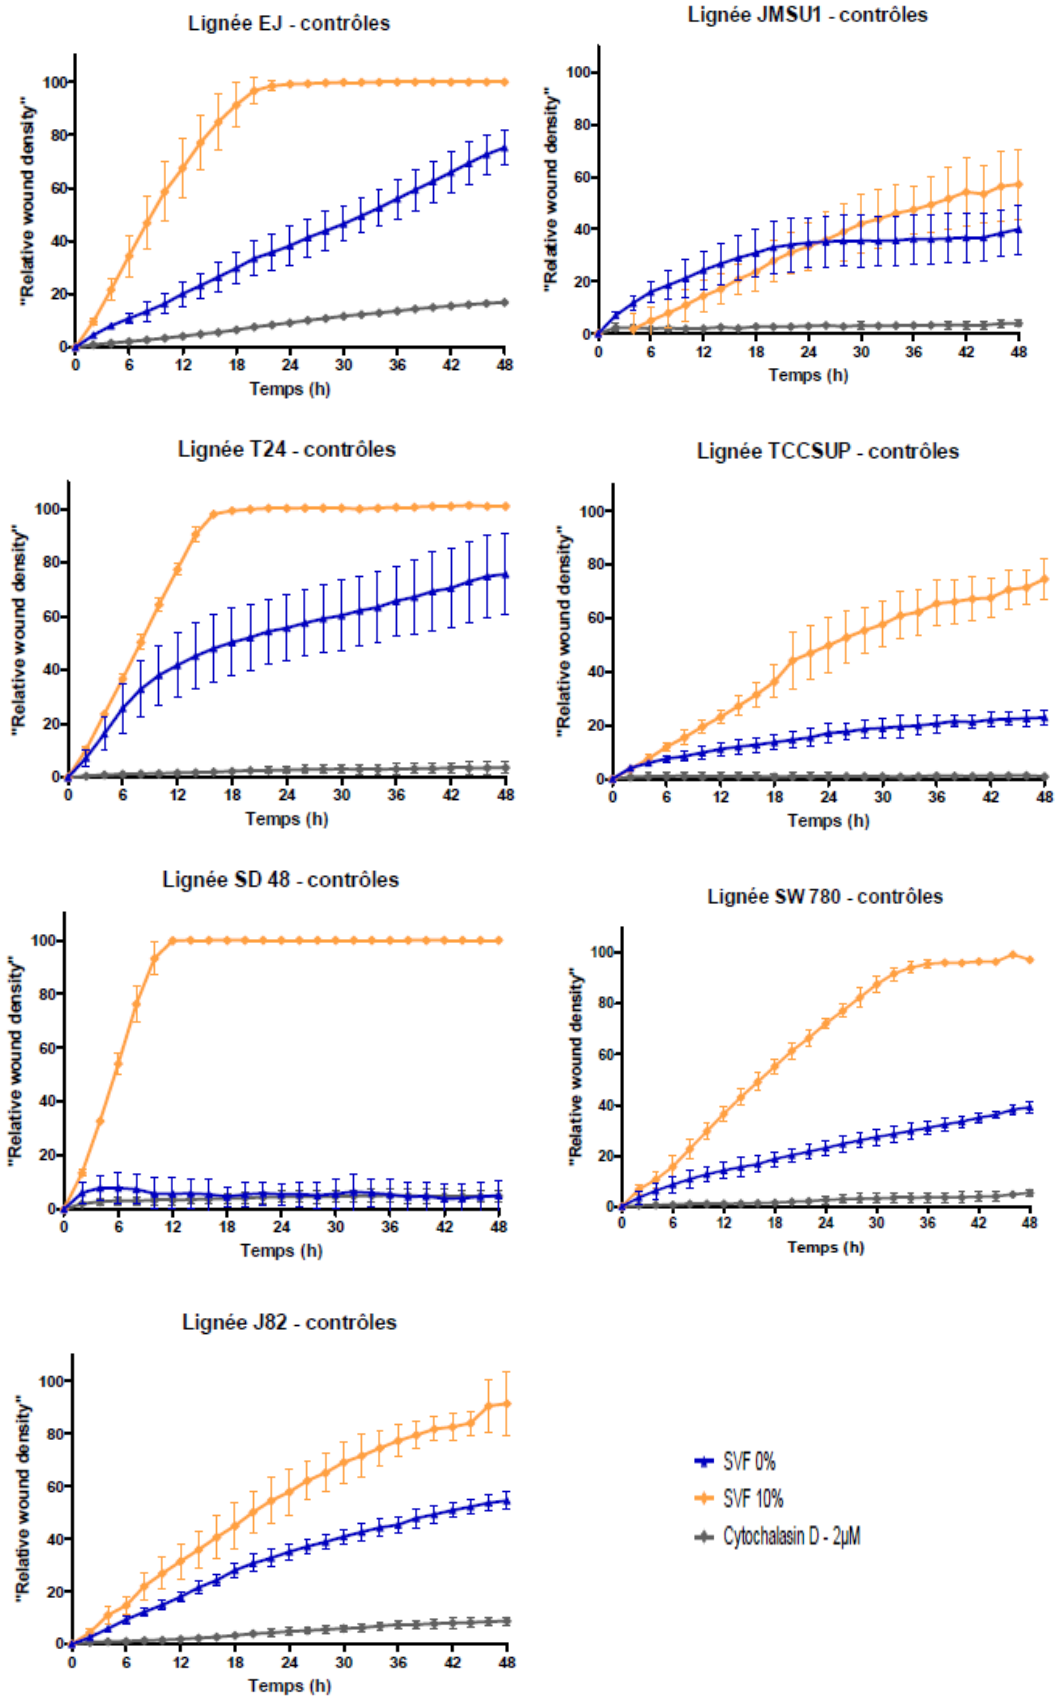 Lignée EJ - contrôles
"Relative wound density"
100
80
60
40
20
0
0 6 12 18 24 30 36 42 48
Temps (h)
Lignée JMSU1 - contrôles
"Relative wound density"
100
80
60
40
20
0
0 6 12 18 24 30 36 42 48
Temps (h)
Lignée T24 - contrôles
"Relative wound density"
100
80
60
40
20
0
0 6 12 18 24 30 36 42 48
Temps (h)
Lignée TCCSUP - contrôles
"Relative wound density"
100
80
60
40
20
0
0 6 12 18 24 30 36 42 48
Temps (h)
Lignée SD 48 - contrôles
"Relative wound density"
100
80
60
40
20
0
0 6 12 18 24 30 36 42 48
Temps (h)
Lignée SW 780 - contrôles
"Relative wound density"
100
80
60
40
20
0
0 6 12 18 24 30 36 42 48
Temps (h)
Lignée J82 - contrôles
"Relative wound density"
100
80
60
40
20
0
0 6 12 18 24 30 36 42 48
Temps (h)
SVF 0%
SVF 10%
Cytochalasin D - 2µM